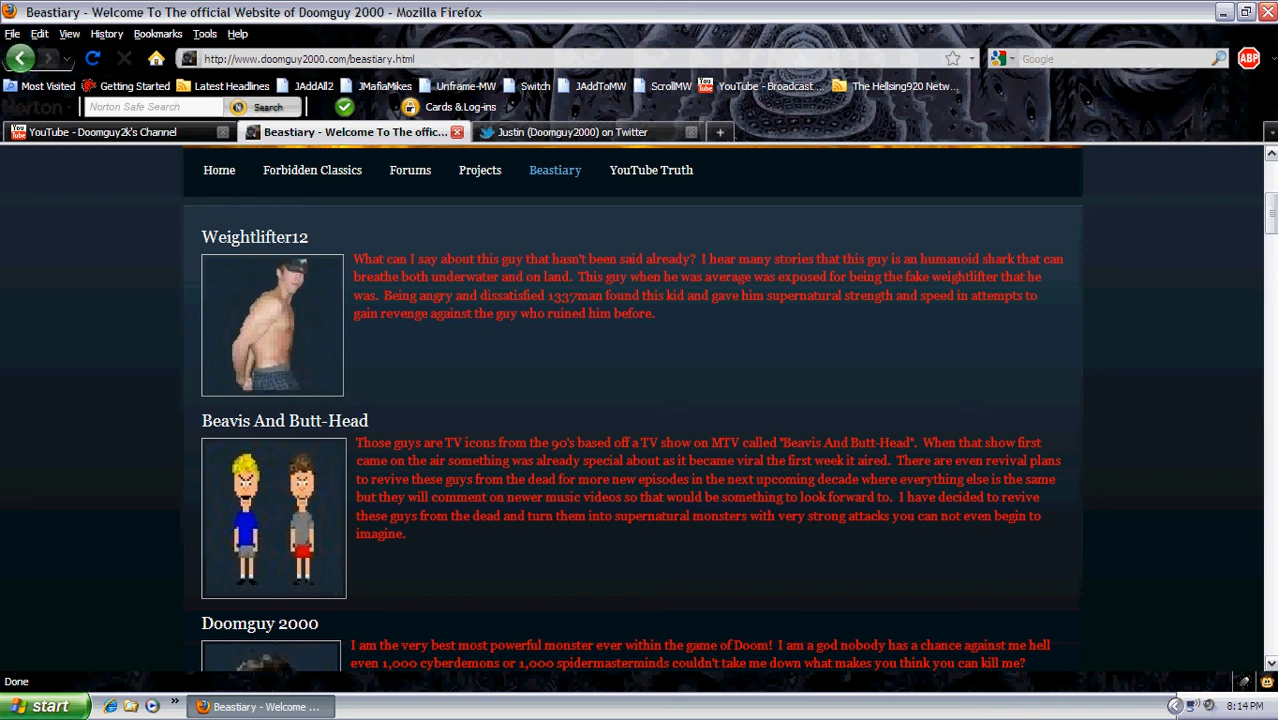 Beastiary - Welcome To The official Website of Doomguy 2000 - Mozilla Firefox
File Edit View History Bookmarks Tools Help
http://www.doomguy2000.com/beastiary.html Google ABP
Most Visited Getting Started Latest Headlines JAddAll2 JMafiaMikes Unframe-MW Switch JAddToMW ScrollMW YouTube - Broadcast ... The Hellsing920 Netw...
Norton Norton Safe Search Search Cards & Log-ins
YouTube - Doomguy2k's Channel Beastiary - Welcome To The offic... Justin (Doomguy2000) on Twitter
Home Forbidden Classics Forums Projects Beastiary YouTube Truth
Weightlifter12
What can I say about this guy that hasn't been said already? I hear many stories that this guy is an humanoid shark that can
breathe both underwater and on land. This guy when he was average was exposed for being the fake weightlifter that he
was. Being angry and dissatisfied 1337man found this kid and gave him supernatural strength and speed in attempts to
gain revenge against the guy who ruined him before.
Beavis And Butt-Head
Those guys are TV icons from the 90's based off a TV show on MTV called "Beavis And Butt-Head". When that show first
came on the air something was already special about as it became viral the first week it aired. There are even revival plans
to revive these guys from the dead for more new episodes in the next upcoming decade where everything else is the same
but they will comment on newer music videos so that would be something to look forward to. I have decided to revive
these guys from the dead and turn them into supernatural monsters with very strong attacks you can not even begin to
imagine.
Doomguy 2000
I am the very best most powerful monster ever within the game of Doom! I am a god nobody has a chance against me hell
even 1,000 cyberdemons or 1,000 spidermasterminds couldn't take me down what makes you think you can kill me?
Done
start Beastiary - Welcome ... 8:14 PM